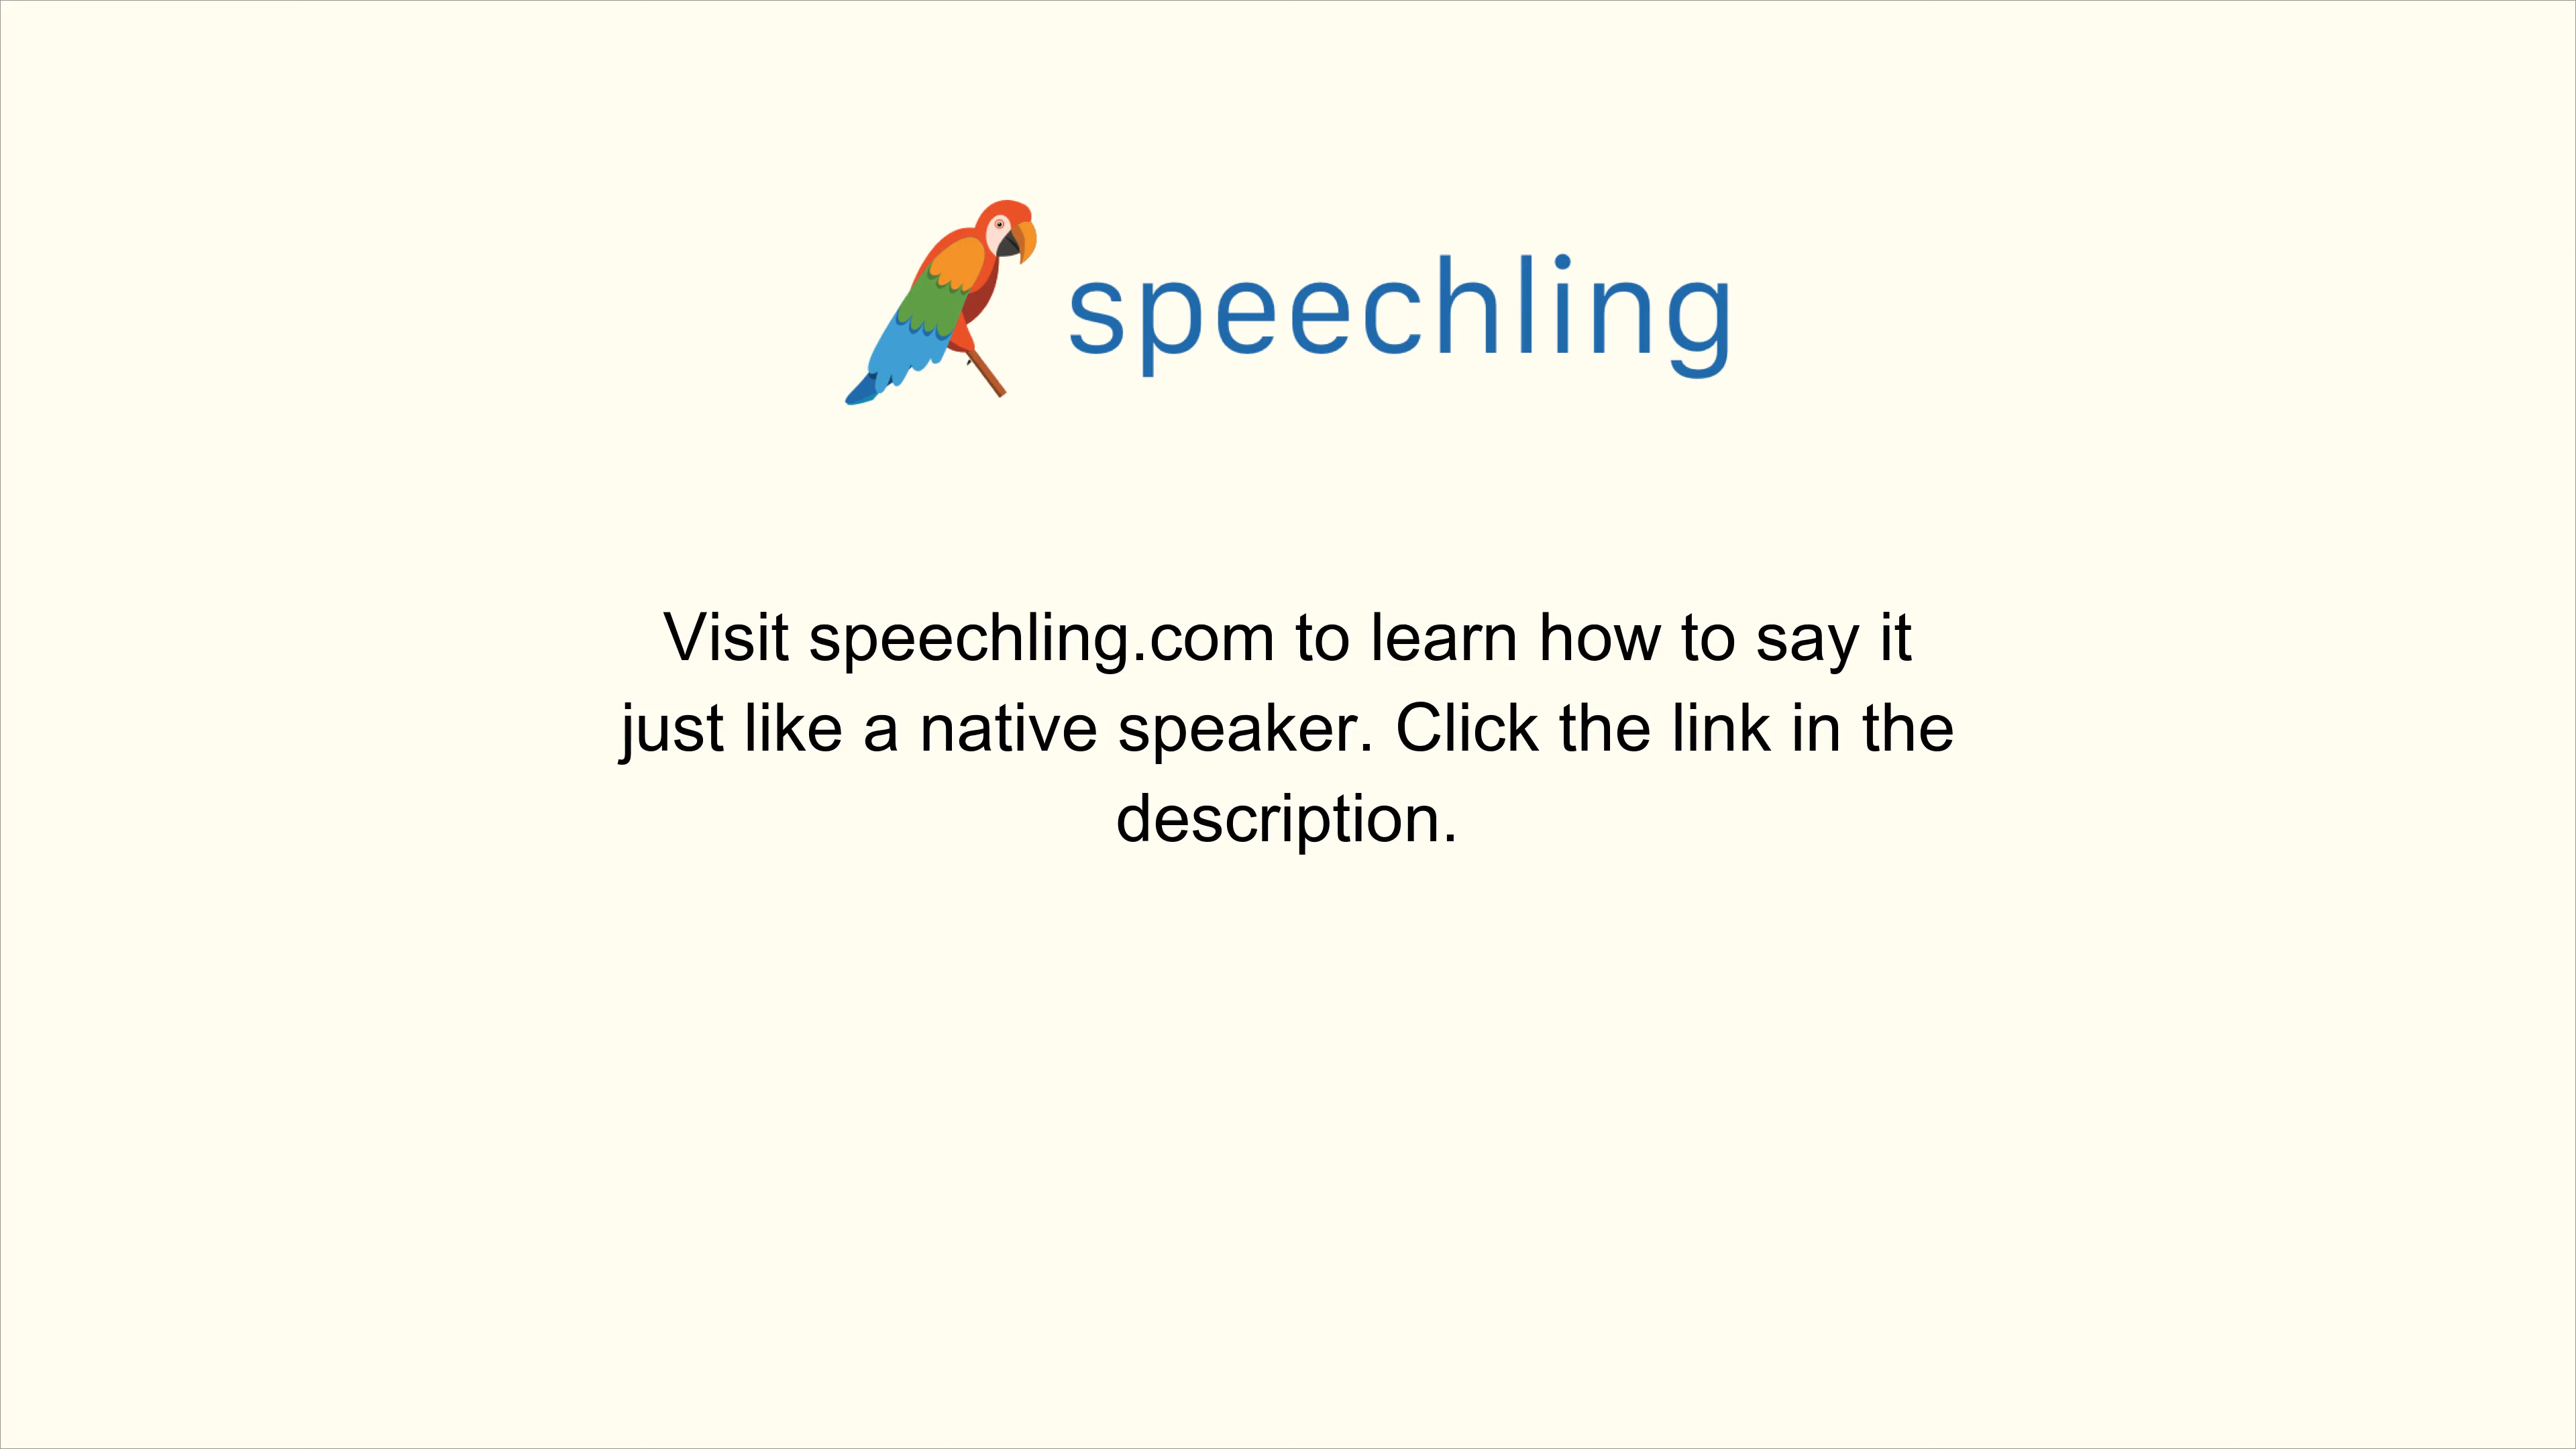 speechling
Visit speechling.com to learn how to say it
just like a native speaker. Click the link in the
description.